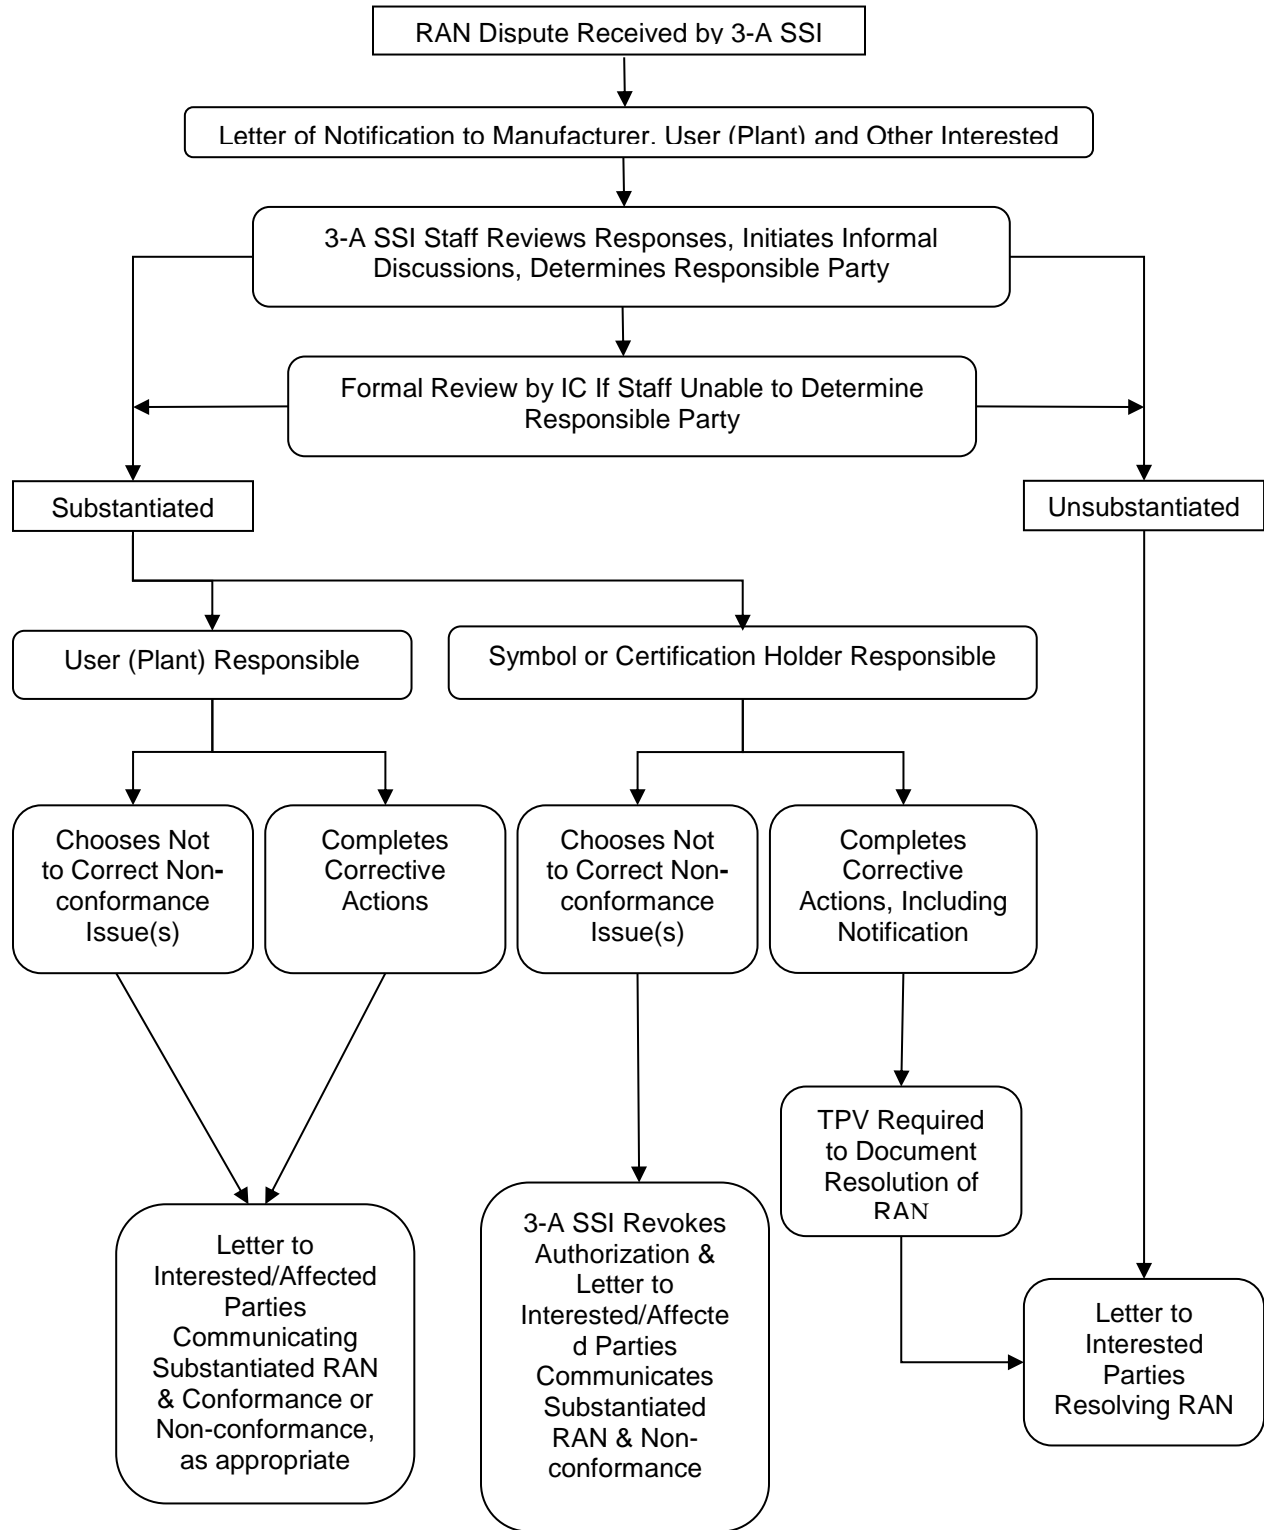 RAN Dispute Received by 3-A SSI
Letter of Notification to Manufacturer, User (Plant) and Other Interested
3-A SSI Staff Reviews Responses, Initiates Informal
Discussions, Determines Responsible Party
Formal Review by IC If Staff Unable to Determine
Responsible Party
Substantiated
Unsubstantiated
User (Plant) Responsible
Symbol or Certification Holder Responsible
Chooses Not
to Correct Non-
conformance
Issue(s)
Completes
Corrective
Actions
Chooses Not
to Correct Non-
conformance
Issue(s)
Completes
Corrective
Actions, Including
Notification
TPV Required
to Document
Resolution of
RAN
Letter to
Interested/Affected
Parties
Communicating
Substantiated RAN
& Conformance or
Non-conformance,
as appropriate
3-A SSI Revokes
Authorization &
Letter to
Interested/Affecte
d Parties
Communicates
Substantiated
RAN & Non-
conformance
Letter to
Interested
Parties
Resolving RAN